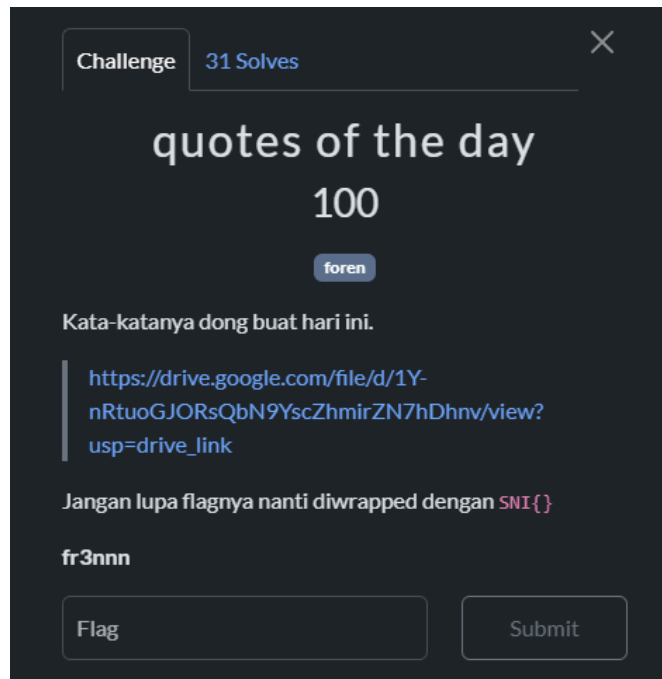 Challenge 31 Solves
quotes of the day
100
foren
Kata-katanya dong buat hari ini.
https://drive.google.com/file/d/1Y-
nRtuoGJORsQbN9YscZhmirZN7hDhnv/view?
usp=drive_link
Jangan lupa flagnya nanti diwrapped dengan SNI{}
fr3nnn
Flag Submit